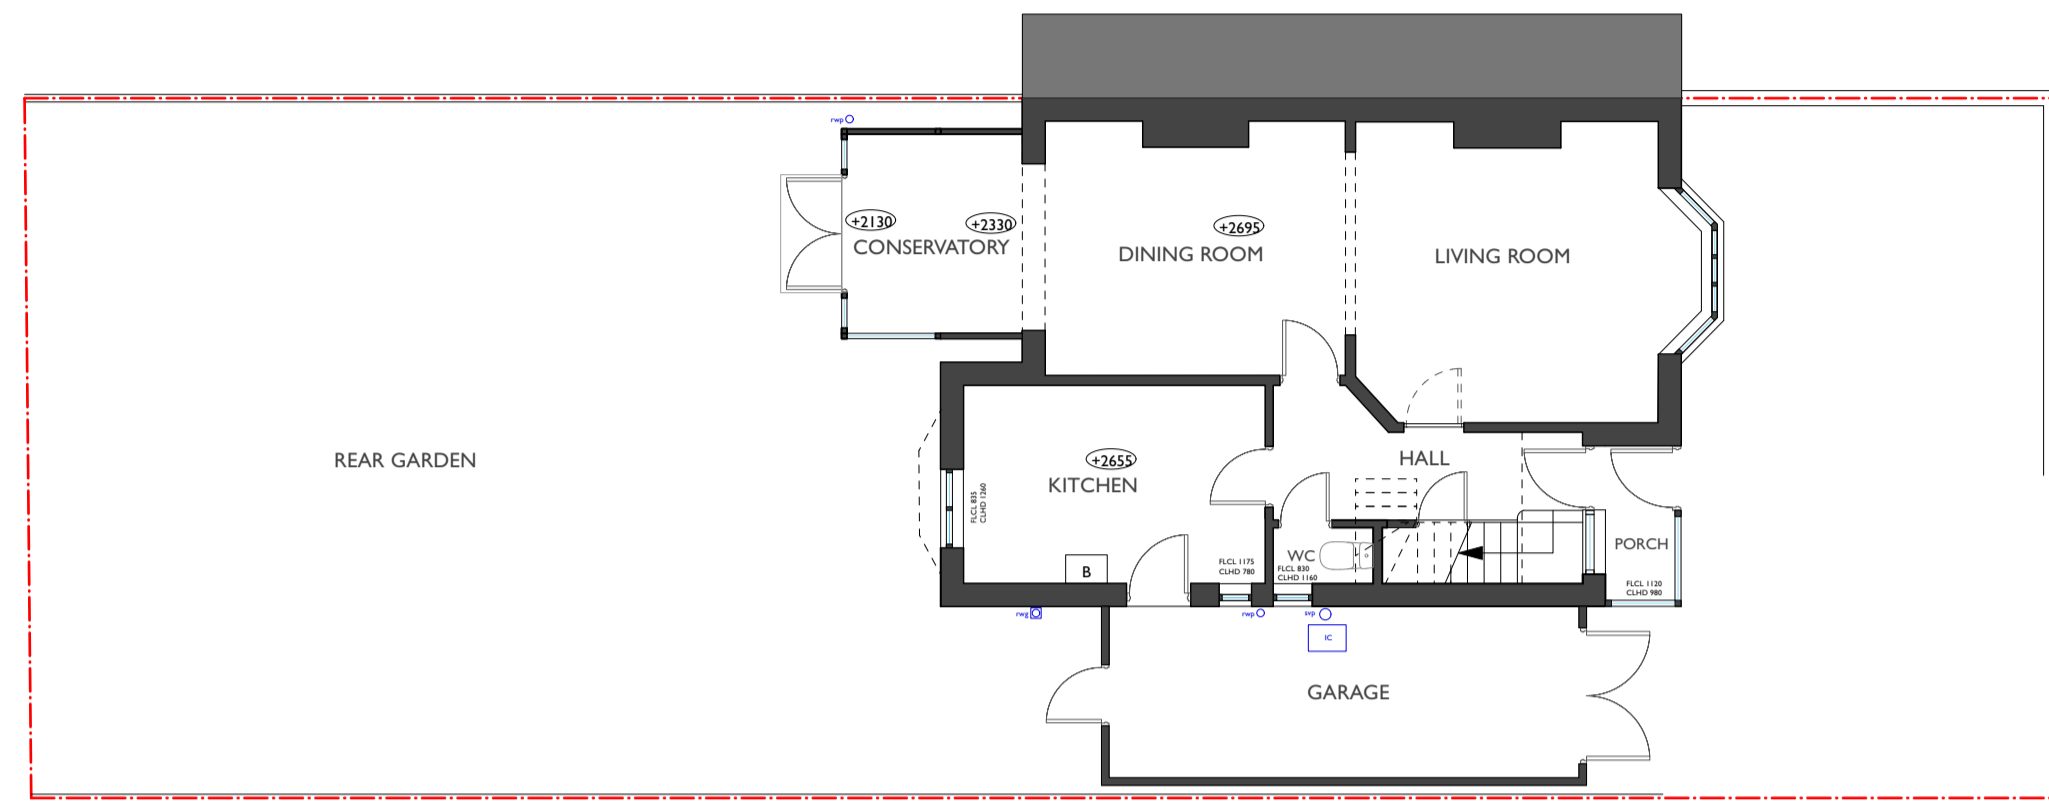 rwp
+2130
+2330
CONSERVATORY
+2695
DINING ROOM
LIVING ROOM
REAR GARDEN
+2655
KITCHEN
FLCL 835
CLHD 1260
HALL
B
FLCL 1175
CLHD 780
WC
FLCL 830
CLHD 1160
PORCH
FLCL 1120
CLHD 980
rwg
rwp
svp
IC
GARAGE